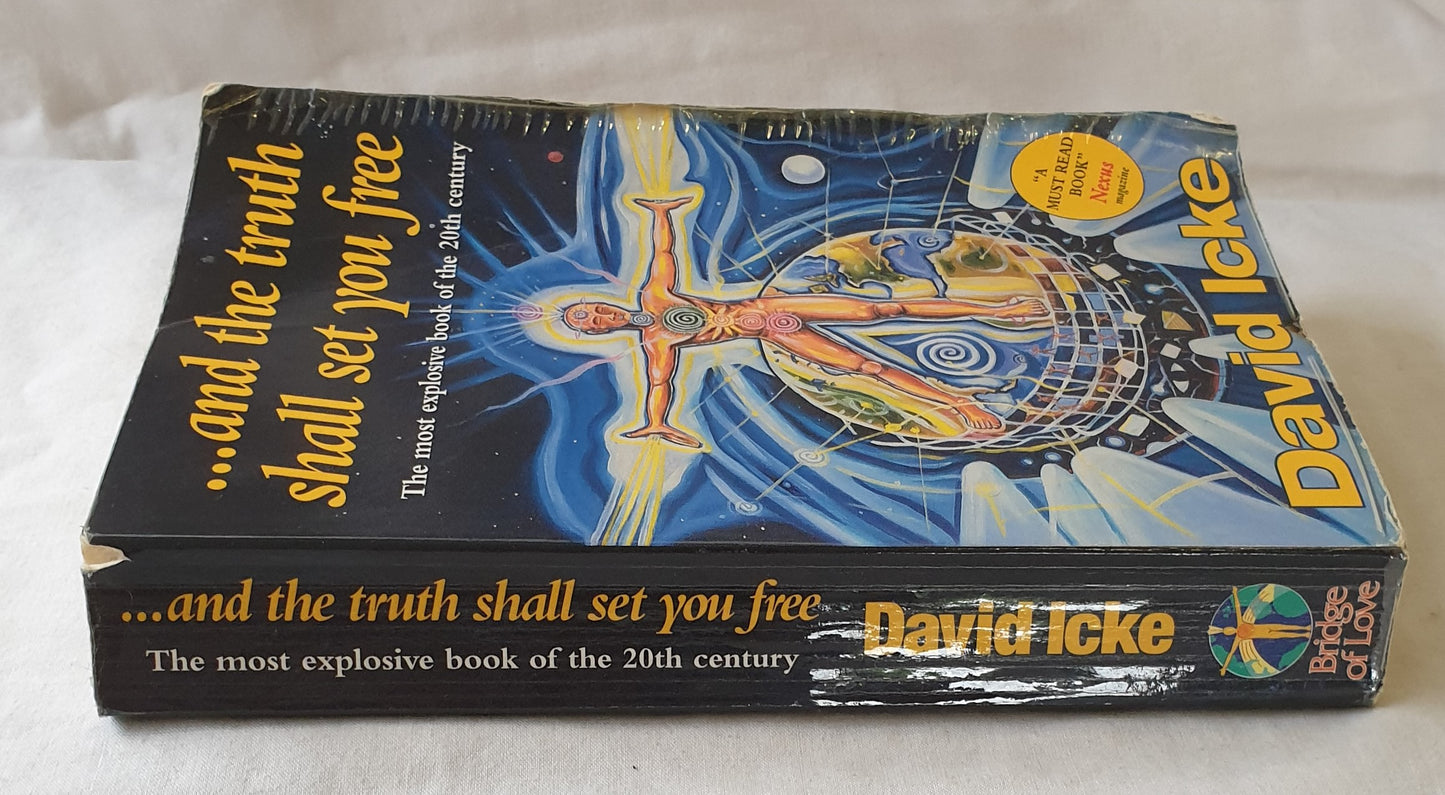 ...and the truth
shall set you free
The most explosive book of the 20th century
"A
MUST READ
BOOK"
Nexus
magazine
David Icke
...and the truth shall set you free
The most explosive book of the 20th century
David Icke
Bridge
of Love